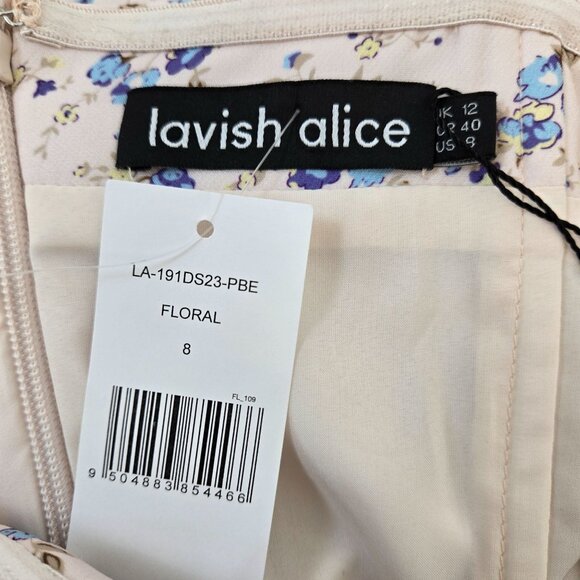 lavish alice
UK 12
EUR 40
US 8
LA-191DS23-PBE
FLORAL
8
FL_109
9 504883 854466